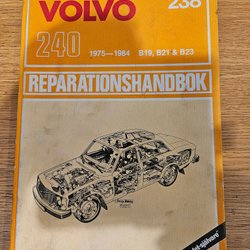 VOLVO
238
240
1975—1984 B19, B21 & B23
REPARATIONSHANDBOK